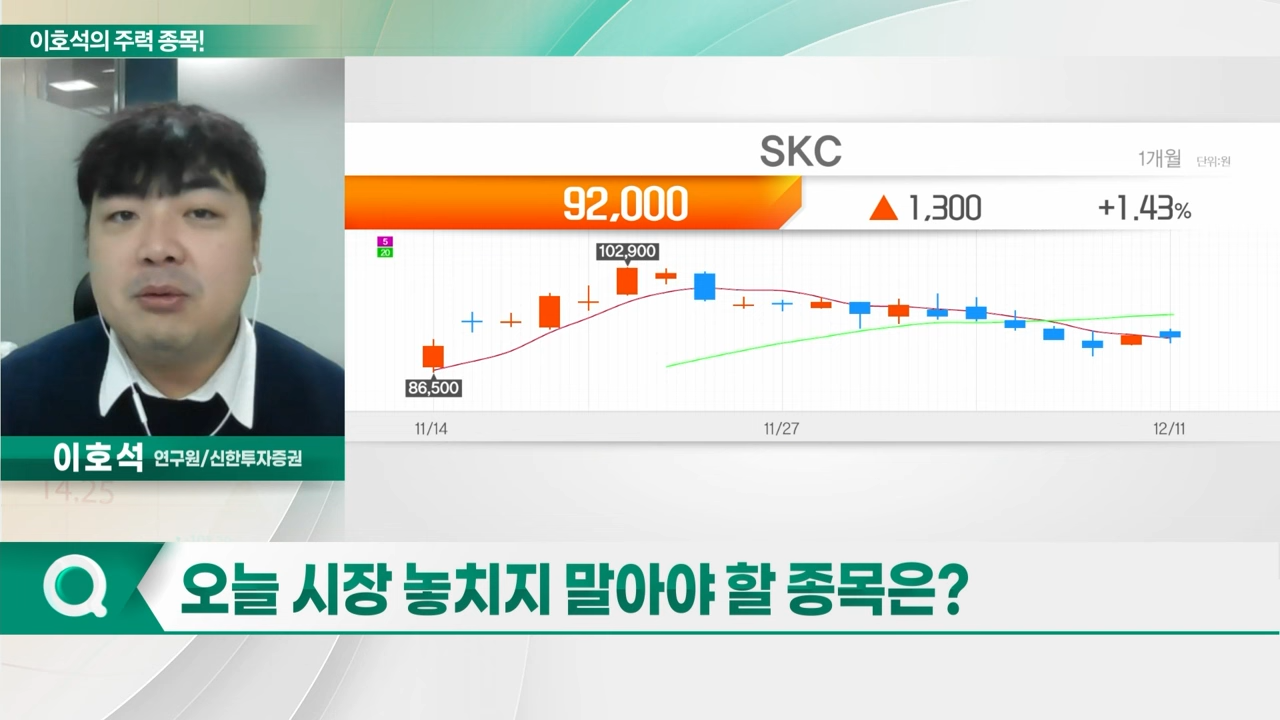 이호석의 주력 종목!
SKC
1개월 단위:원
92,000 ▲ 1,300 +1.43%
5
20
102,900
86,500
11/14 11/27 12/11
이호석 연구원/신한투자증권
14.25
오늘 시장 놓치지 말아야 할 종목은?